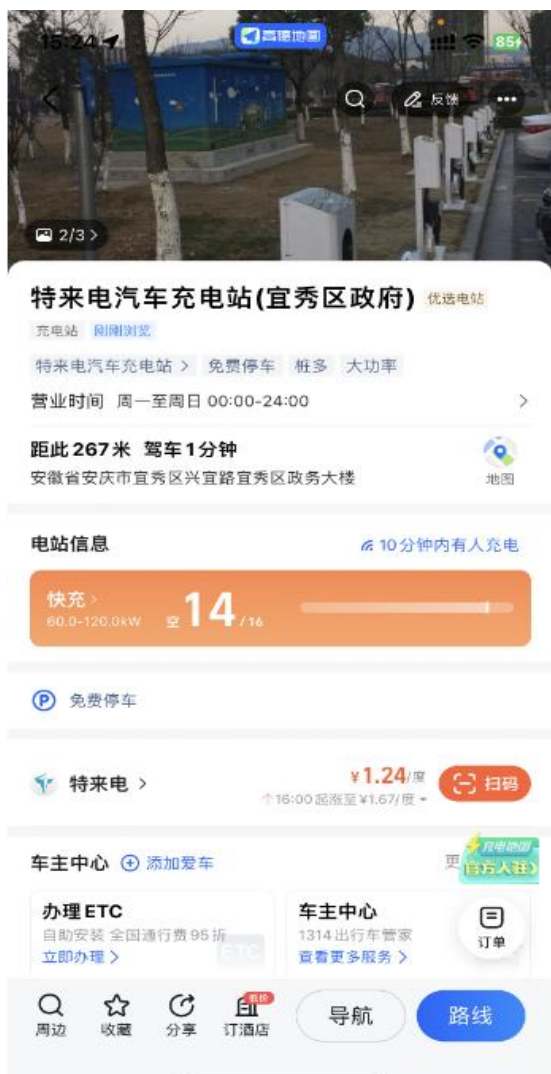 15:24
高德地图
85
反馈
2/3 >
特来电汽车充电站(宜秀区政府) 优选电站
充电站 刚刚浏览
特来电汽车充电站 > 免费停车 桩多 大功率
营业时间 周一至周日 00:00-24:00 >
距此267米 驾车1分钟
安徽省安庆市宜秀区兴宜路宜秀区政务大楼
地图
电站信息
10分钟内有人充电
快充 >
60.0-120.0kW
空14/16
P 免费停车
特来电 >
¥1.24/度
扫码
↑16:00起涨至¥1.67/度
车主中心 添加爱车
更
充电地图
官方入驻>
办理ETC
自助安装 全国通行费95折
立即办理 >
ETC
车主中心
1314出行车管家
查看更多服务 >
订单
周边
收藏
分享
低价
订酒店
导航
路线